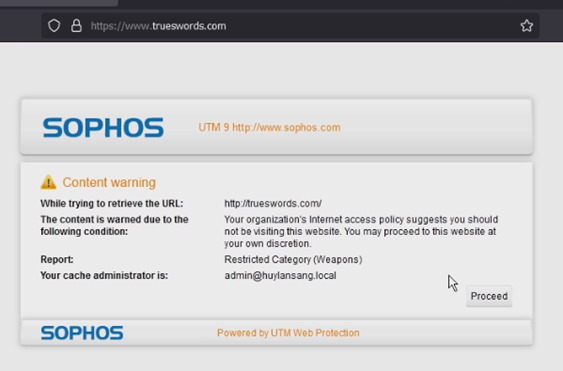 https://www.trueswords.com
SOPHOS
UTM 9 http://www.sophos.com
Content warning
While trying to retrieve the URL: http://trueswords.com/
The content is warned due to the following condition: Your organization's Internet access policy suggests you should
not be visiting this website. You may proceed to this website at
your own discretion.
Report: Restricted Category (Weapons)
Your cache administrator is: admin@huylansang.local
Proceed
SOPHOS
Powered by UTM Web Protection